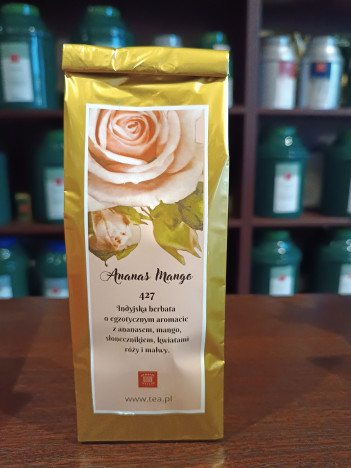 Ananas Mango
427
Indyjska herbata
o egzotycznym aromacie
z ananasem, mango,
słonecznikiem, kwiatami
róży i malwy.
www.tea.pl